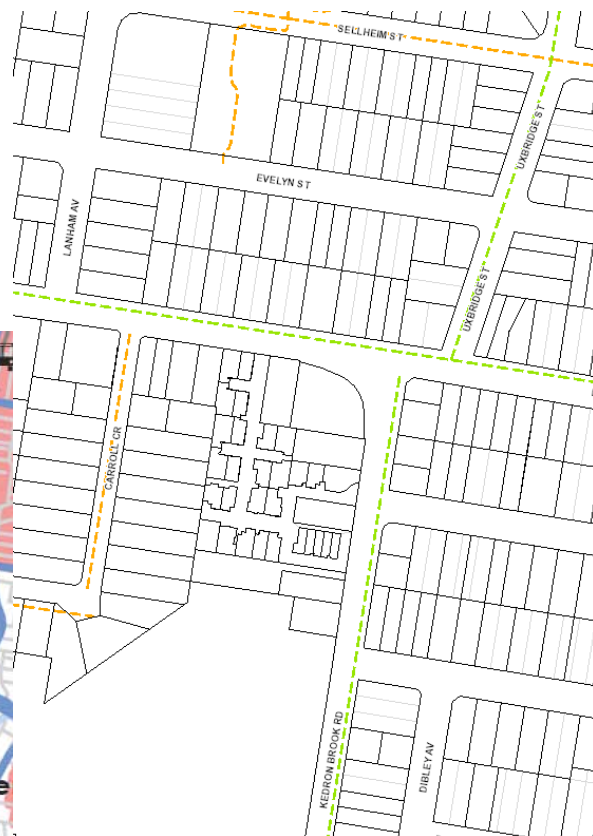 SELLHEIM ST
UXBRIDGE ST
EVELYN ST
LANHAM AV
UXBRIDGE ST
CARROLL CR
KEDRON BROOK RD
DIBLEY AV